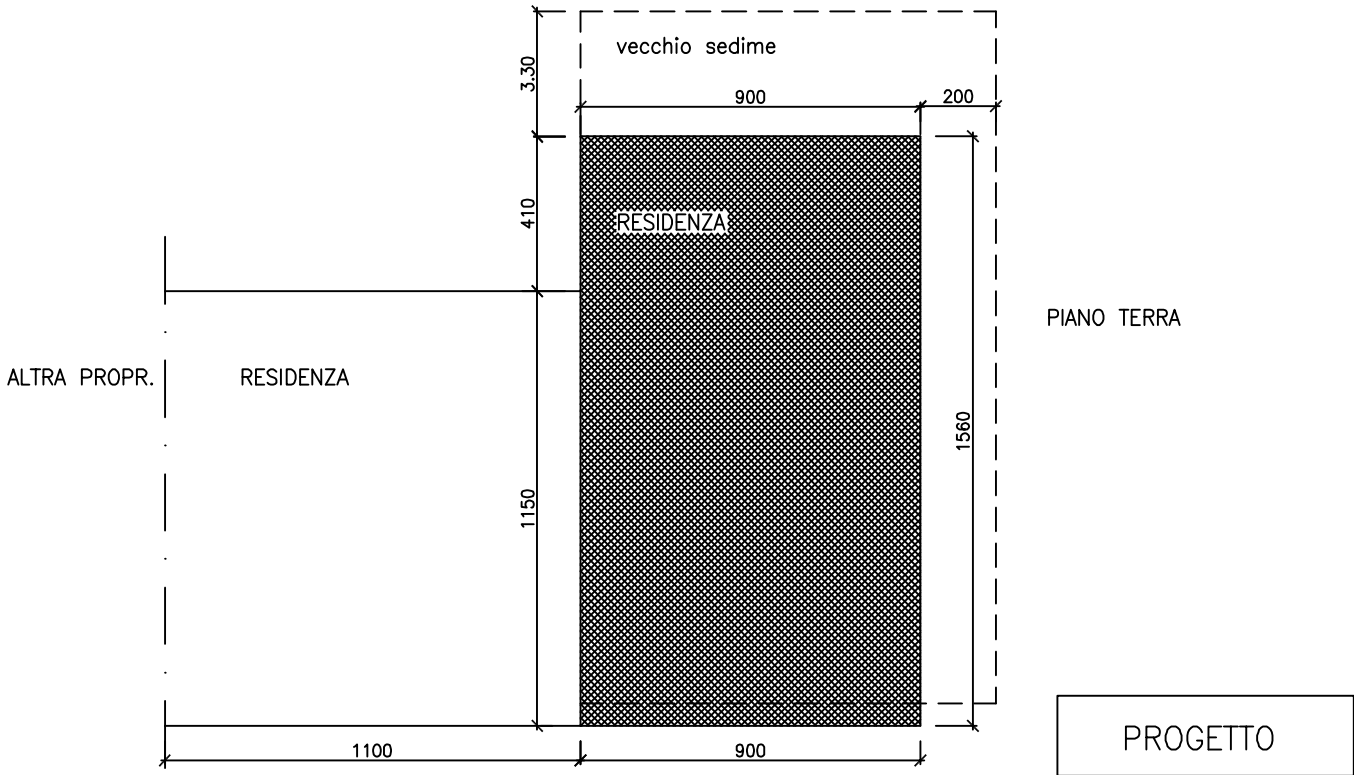 vecchio sedime
3.30
900
200
410
RESIDENZA
PIANO TERRA
ALTRA PROPR.
RESIDENZA
1560
1150
1100
900
PROGETTO